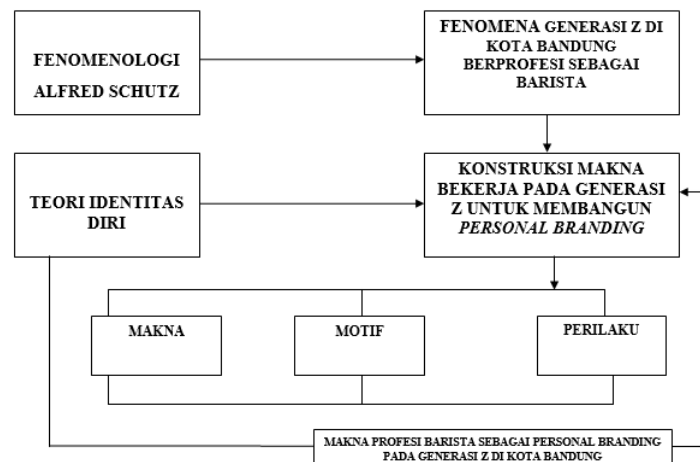 FENOMENOLOGI
ALFRED SCHUTZ
FENOMENA GENERASI Z DI
KOTA BANDUNG
BERPROFESI SEBAGAI
BARISTA
TEORI IDENTITAS
DIRI
KONSTRUKSI MAKNA
BEKERJA PADA GENERASI
Z UNTUK MEMBANGUN
PERSONAL BRANDING
MAKNA
MOTIF
PERILAKU
MAKNA PROFESI BARISTA SEBAGAI PERSONAL BRANDING
PADA GENERASI Z DI KOTA BANDUNG